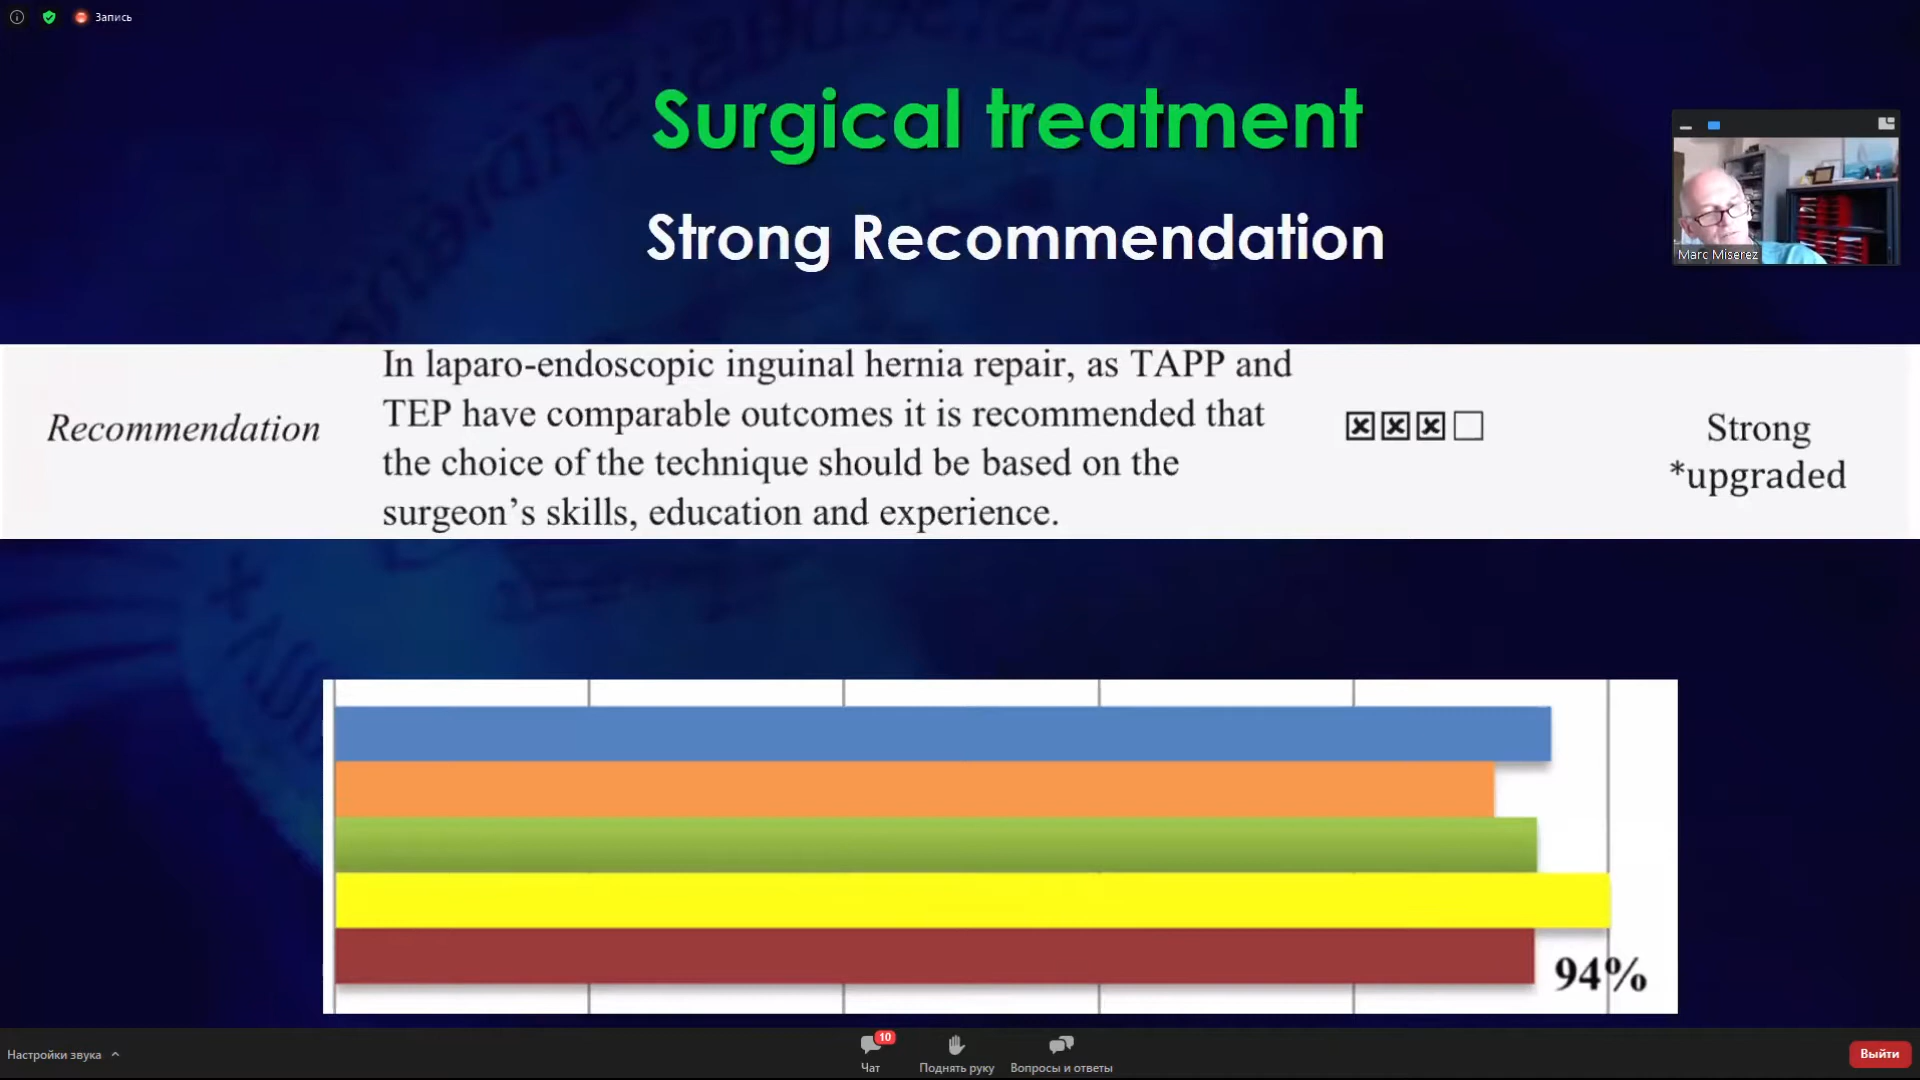 Запись
Surgical treatment
Strong Recommendation
Marc Miserez
Recommendation
In laparo-endoscopic inguinal hernia repair, as TAPP and
TEP have comparable outcomes it is recommended that
the choice of the technique should be based on the
surgeon’s skills, education and experience.
Strong
*upgraded
94%
Настройки звука
10
Чат
Поднять руку
Вопросы и ответы
Выйти